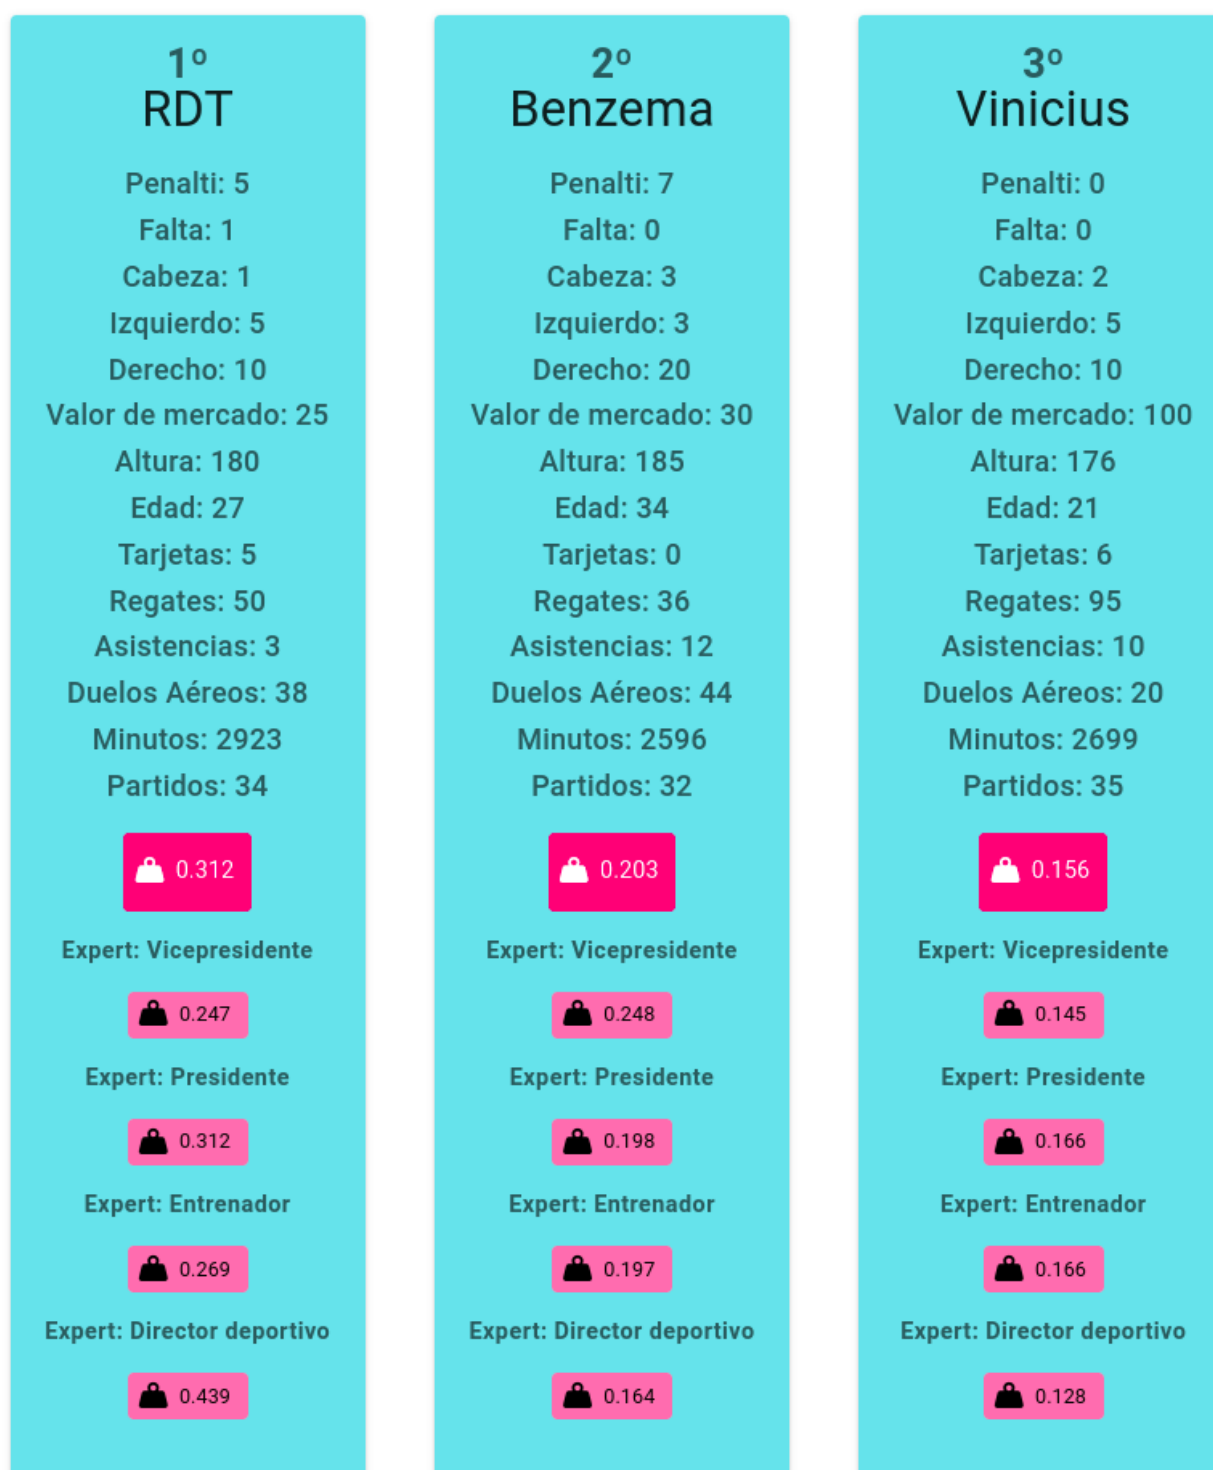 1º
RDT
Penalti: 5
Falta: 1
Cabeza: 1
Izquierdo: 5
Derecho: 10
Valor de mercado: 25
Altura: 180
Edad: 27
Tarjetas: 5
Regates: 50
Asistencias: 3
Duelos Aéreos: 38
Minutos: 2923
Partidos: 34
0.312
Expert: Vicepresidente
0.247
Expert: Presidente
0.312
Expert: Entrenador
0.269
Expert: Director deportivo
0.439
2º
Benzema
Penalti: 7
Falta: 0
Cabeza: 3
Izquierdo: 3
Derecho: 20
Valor de mercado: 30
Altura: 185
Edad: 34
Tarjetas: 0
Regates: 36
Asistencias: 12
Duelos Aéreos: 44
Minutos: 2596
Partidos: 32
0.203
Expert: Vicepresidente
0.248
Expert: Presidente
0.198
Expert: Entrenador
0.197
Expert: Director deportivo
0.164
3º
Vinicius
Penalti: 0
Falta: 0
Cabeza: 2
Izquierdo: 5
Derecho: 10
Valor de mercado: 100
Altura: 176
Edad: 21
Tarjetas: 6
Regates: 95
Asistencias: 10
Duelos Aéreos: 20
Minutos: 2699
Partidos: 35
0.156
Expert: Vicepresidente
0.145
Expert: Presidente
0.166
Expert: Entrenador
0.166
Expert: Director deportivo
0.128